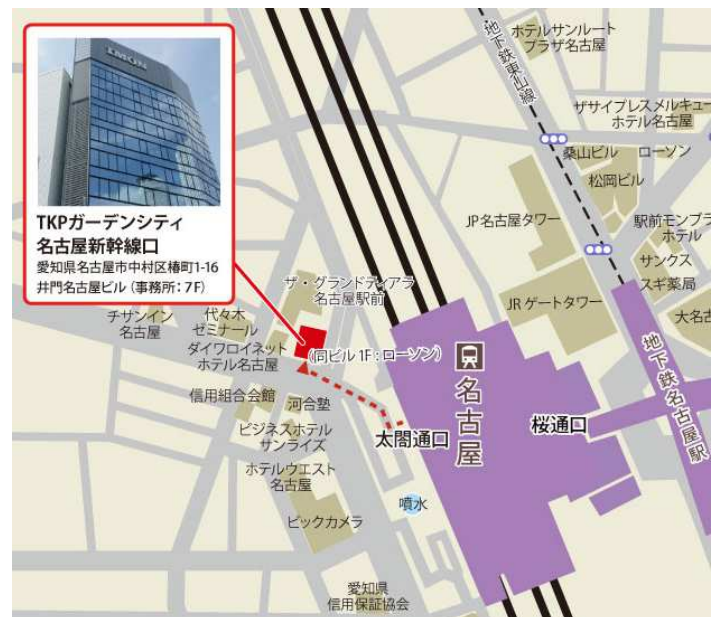 IMON
TKPガーデンシティ
名古屋新幹線口
愛知県名古屋市中村区椿町1-16
井門名古屋ビル（事務所：7F）
地下鉄東山線
ホテルサンルート
プラザ名古屋
ザサイプレスメルキュー
ホテル名古屋
桑山ビル
ローソン
松岡ビル
JP名古屋タワー
駅前モンブラ
ホテル
サンクス
スギ薬局
JRゲートタワー
大名古
ザ・グランドティアラ
名古屋駅前
チサンイン
名古屋
代々木
ゼミナール
ダイワロイネット
ホテル名古屋
（同ビル1F：ローソン）
信用組合会館
河合塾
ビジネスホテル
サンライズ
太閤通口
名古屋
桜通口
地下鉄名古屋駅
ホテルウエスト
名古屋
噴水
ビックカメラ
愛知県
信用保証協会